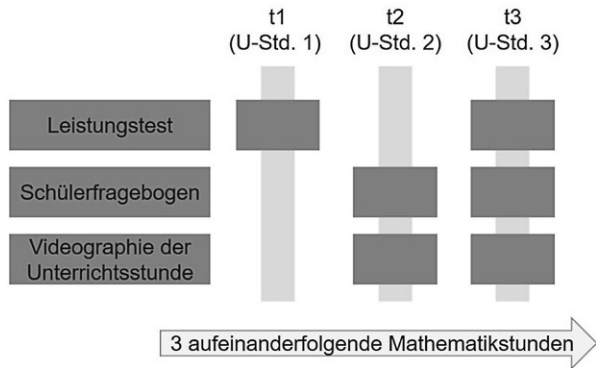 t1
(U-Std. 1)
t2
(U-Std. 2)
t3
(U-Std. 3)
Leistungstest
Schülerfragebogen
Videographie der
Unterrichtsstunde
3 aufeinanderfolgende Mathematikstunden